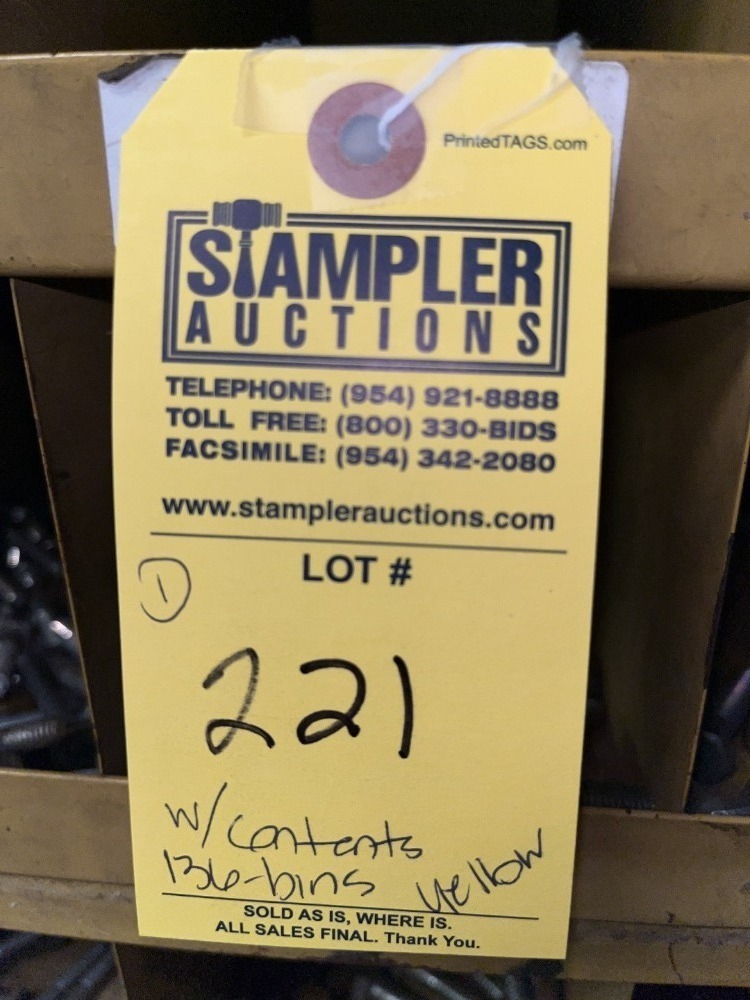 PrintedTAGS.com
STAMPLER
AUCTIONS
TELEPHONE: (954) 921-8888
TOLL FREE: (800) 330-BIDS
FACSIMILE: (954) 342-2080
www.stamplerauctions.com
LOT #
1
221
w/contents
136-bins yellow
SOLD AS IS, WHERE IS.
ALL SALES FINAL. Thank You.